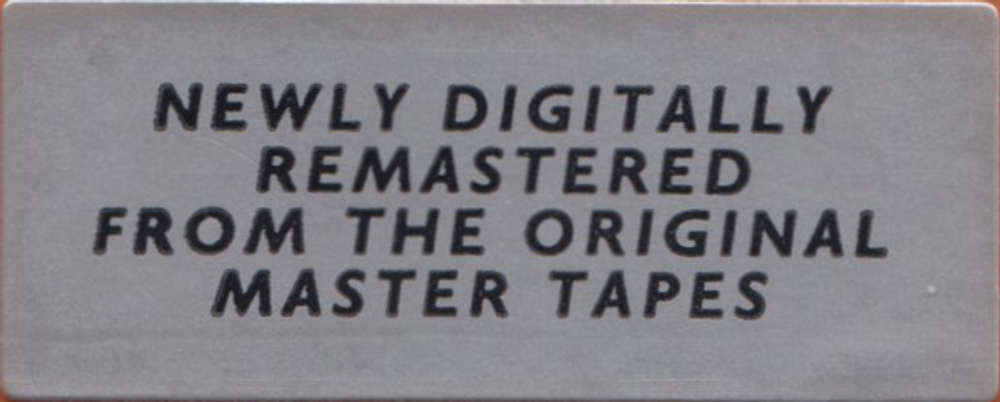 NEWLY DIGITALLY
REMASTERED
FROM THE ORIGINAL
MASTER TAPES